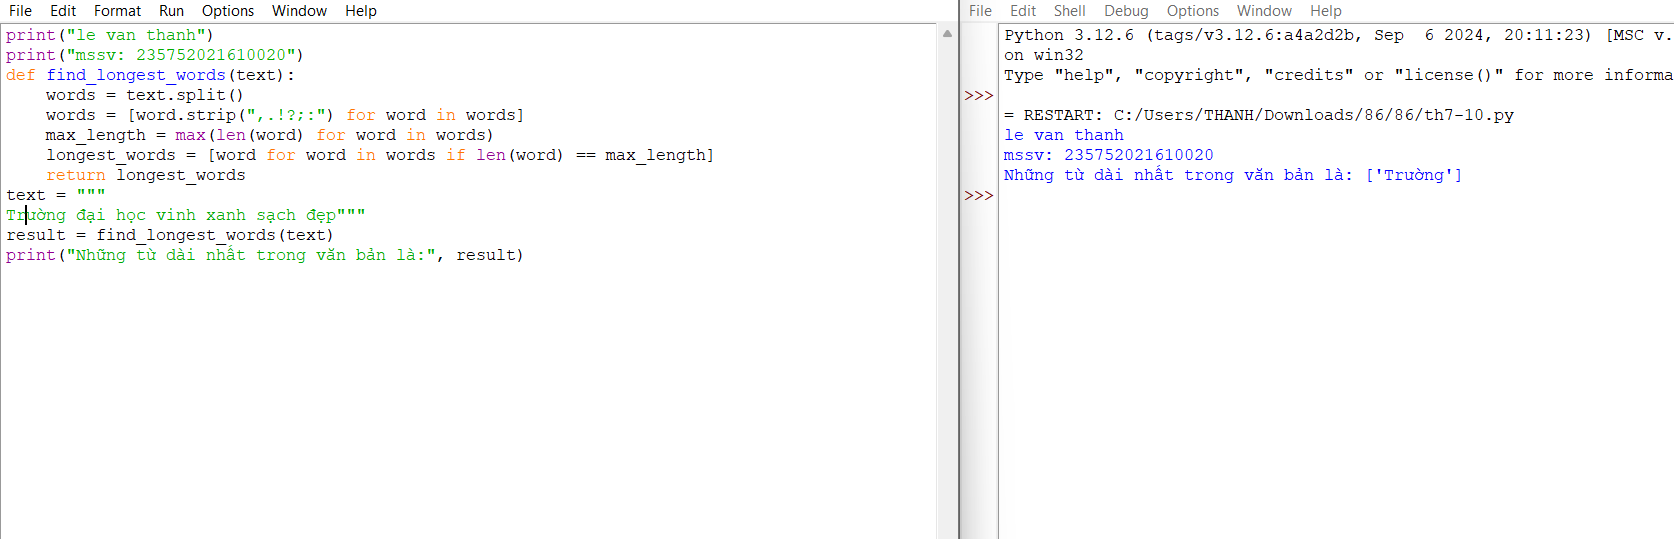 File Edit Format Run Options Window Help
print("le van thanh")
print("mssv: 235752021610020")
def find_longest_words(text):
    words = text.split()
    words = [word.strip(",.!?;:") for word in words]
    max_length = max(len(word) for word in words)
    longest_words = [word for word in words if len(word) == max_length]
    return longest_words
text = """
Trường đại học vinh xanh sạch đẹp"""
result = find_longest_words(text)
print("Những từ dài nhất trong văn bản là:", result)
File Edit Shell Debug Options Window Help
Python 3.12.6 (tags/v3.12.6:a4a2d2b, Sep  6 2024, 20:11:23) [MSC v.
on win32
Type "help", "copyright", "credits" or "license()" for more informa
>>>
= RESTART: C:/Users/THANH/Downloads/86/86/th7-10.py
le van thanh
mssv: 235752021610020
Những từ dài nhất trong văn bản là: ['Trường']
>>>